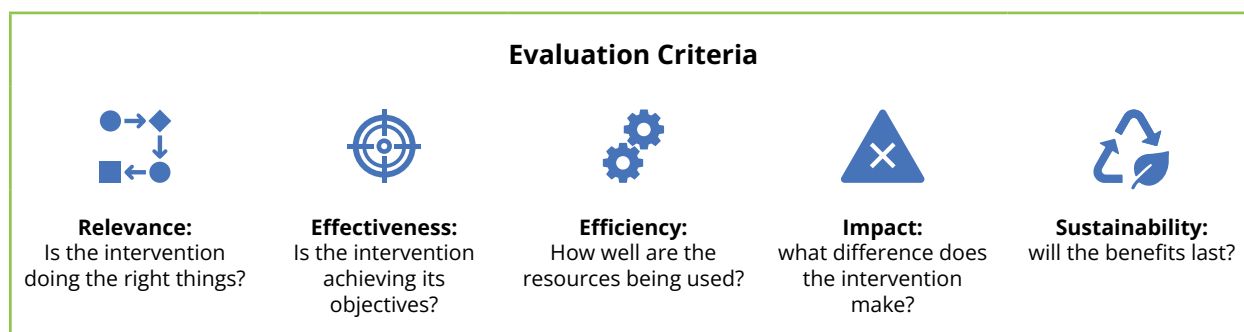 Evaluation Criteria
Relevance:
Is the intervention
doing the right things?
Effectiveness:
Is the intervention
achieving its
objectives?
Efficiency:
How well are the
resources being used?
Impact:
what difference does
the intervention
make?
Sustainability:
will the benefits last?